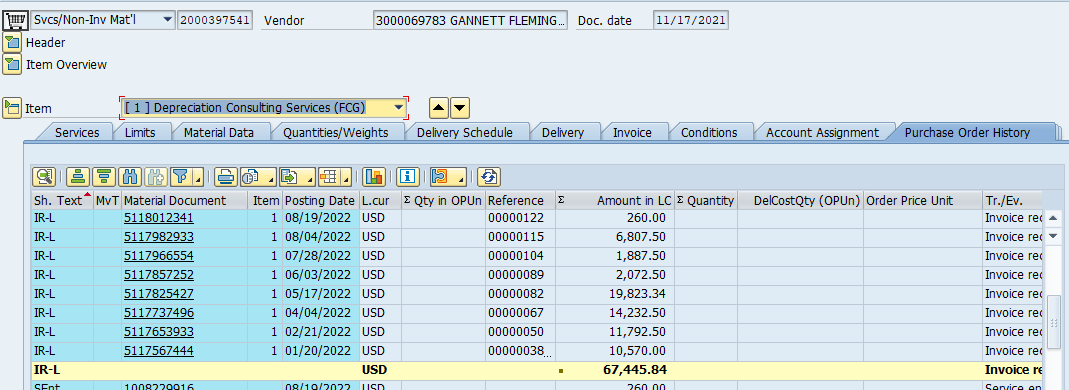 Svcs/Non-Inv Mat'l 2000397541 Vendor 3000069783 GANNETT FLEMING... Doc. date 11/17/2021
Header
Item Overview
Item [ 1 ] Depreciation Consulting Services (FCG)
Services Limits Material Data Quantities/Weights Delivery Schedule Delivery Invoice Conditions Account Assignment Purchase Order History
Sh. Text MvT Material Document Item Posting Date L.cur Σ Qty in OPUn Reference Σ Amount in LC Σ Quantity DelCostQty (OPUn) Order Price Unit Tr./Ev.
IR-L 5118012341 1 08/19/2022 USD 00000122 260.00 Invoice rec
IR-L 5117982933 1 08/04/2022 USD 00000115 6,807.50 Invoice rec
IR-L 5117966554 1 07/28/2022 USD 00000104 1,887.50 Invoice rec
IR-L 5117857252 1 06/03/2022 USD 00000089 2,072.50 Invoice rec
IR-L 5117825427 1 05/17/2022 USD 00000082 19,823.34 Invoice rec
IR-L 5117737496 1 04/04/2022 USD 00000067 14,232.50 Invoice rec
IR-L 5117653933 1 02/21/2022 USD 00000050 11,792.50 Invoice rec
IR-L 5117567444 1 01/20/2022 USD 00000038... 10,570.00 Invoice rec
IR-L USD 67,445.84 Invoice re
SEnt 1008229916 08/19/2022 USD 260.00 Service en